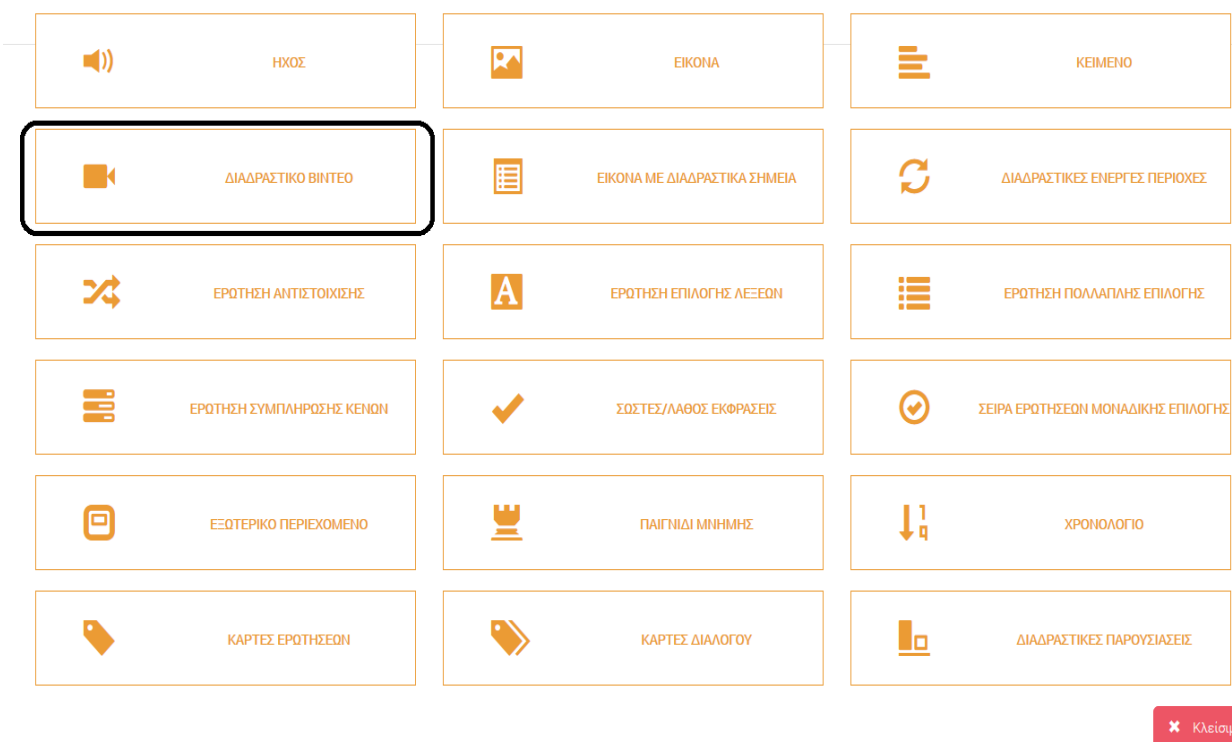 ΗΧΟΣ
ΕΙΚΟΝΑ
ΚΕΙΜΕΝΟ
ΔΙΑΔΡΑΣΤΙΚΟ ΒΙΝΤΕΟ
ΕΙΚΟΝΑ ΜΕ ΔΙΑΔΡΑΣΤΙΚΑ ΣΗΜΕΙΑ
ΔΙΑΔΡΑΣΤΙΚΕΣ ΕΝΕΡΓΕΣ ΠΕΡΙΟΧΕΣ
ΕΡΩΤΗΣΗ ΑΝΤΙΣΤΟΙΧΙΣΗΣ
ΕΡΩΤΗΣΗ ΕΠΙΛΟΓΗΣ ΛΕΞΕΩΝ
ΕΡΩΤΗΣΗ ΠΟΛΛΑΠΛΗΣ ΕΠΙΛΟΓΗΣ
ΕΡΩΤΗΣΗ ΣΥΜΠΛΗΡΩΣΗΣ ΚΕΝΩΝ
ΣΩΣΤΕΣ/ΛΑΘΟΣ ΕΚΦΡΑΣΕΙΣ
ΣΕΙΡΑ ΕΡΩΤΗΣΕΩΝ ΜΟΝΑΔΙΚΗΣ ΕΠΙΛΟΓΗΣ
ΕΞΩΤΕΡΙΚΟ ΠΕΡΙΕΧΟΜΕΝΟ
ΠΑΙΓΝΙΔΙ ΜΝΗΜΗΣ
ΧΡΟΝΟΛΟΓΙΟ
ΚΑΡΤΕΣ ΕΡΩΤΗΣΕΩΝ
ΚΑΡΤΕΣ ΔΙΑΛΟΓΟΥ
ΔΙΑΔΡΑΣΤΙΚΕΣ ΠΑΡΟΥΣΙΑΣΕΙΣ